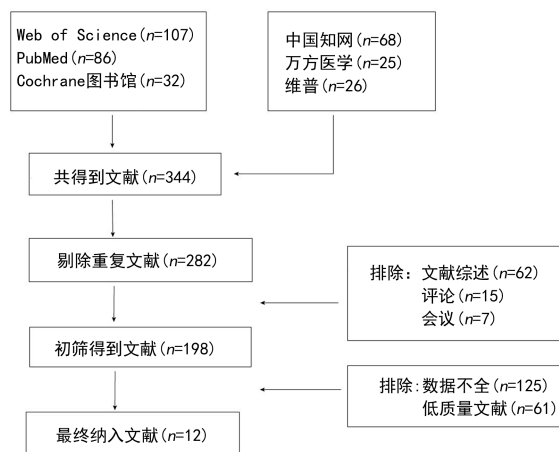 Web of Science(n=107)
PubMed(n=86)
Cochrane图书馆(n=32)
中国知网(n=68)
万方医学(n=25)
维普(n=26)
共得到文献(n=344)
剔除重复文献(n=282)
排除：文献综述(n=62)
评论(n=15)
会议(n=7)
初筛得到文献(n=198)
排除:数据不全(n=125)
低质量文献(n=61)
最终纳入文献(n=12)